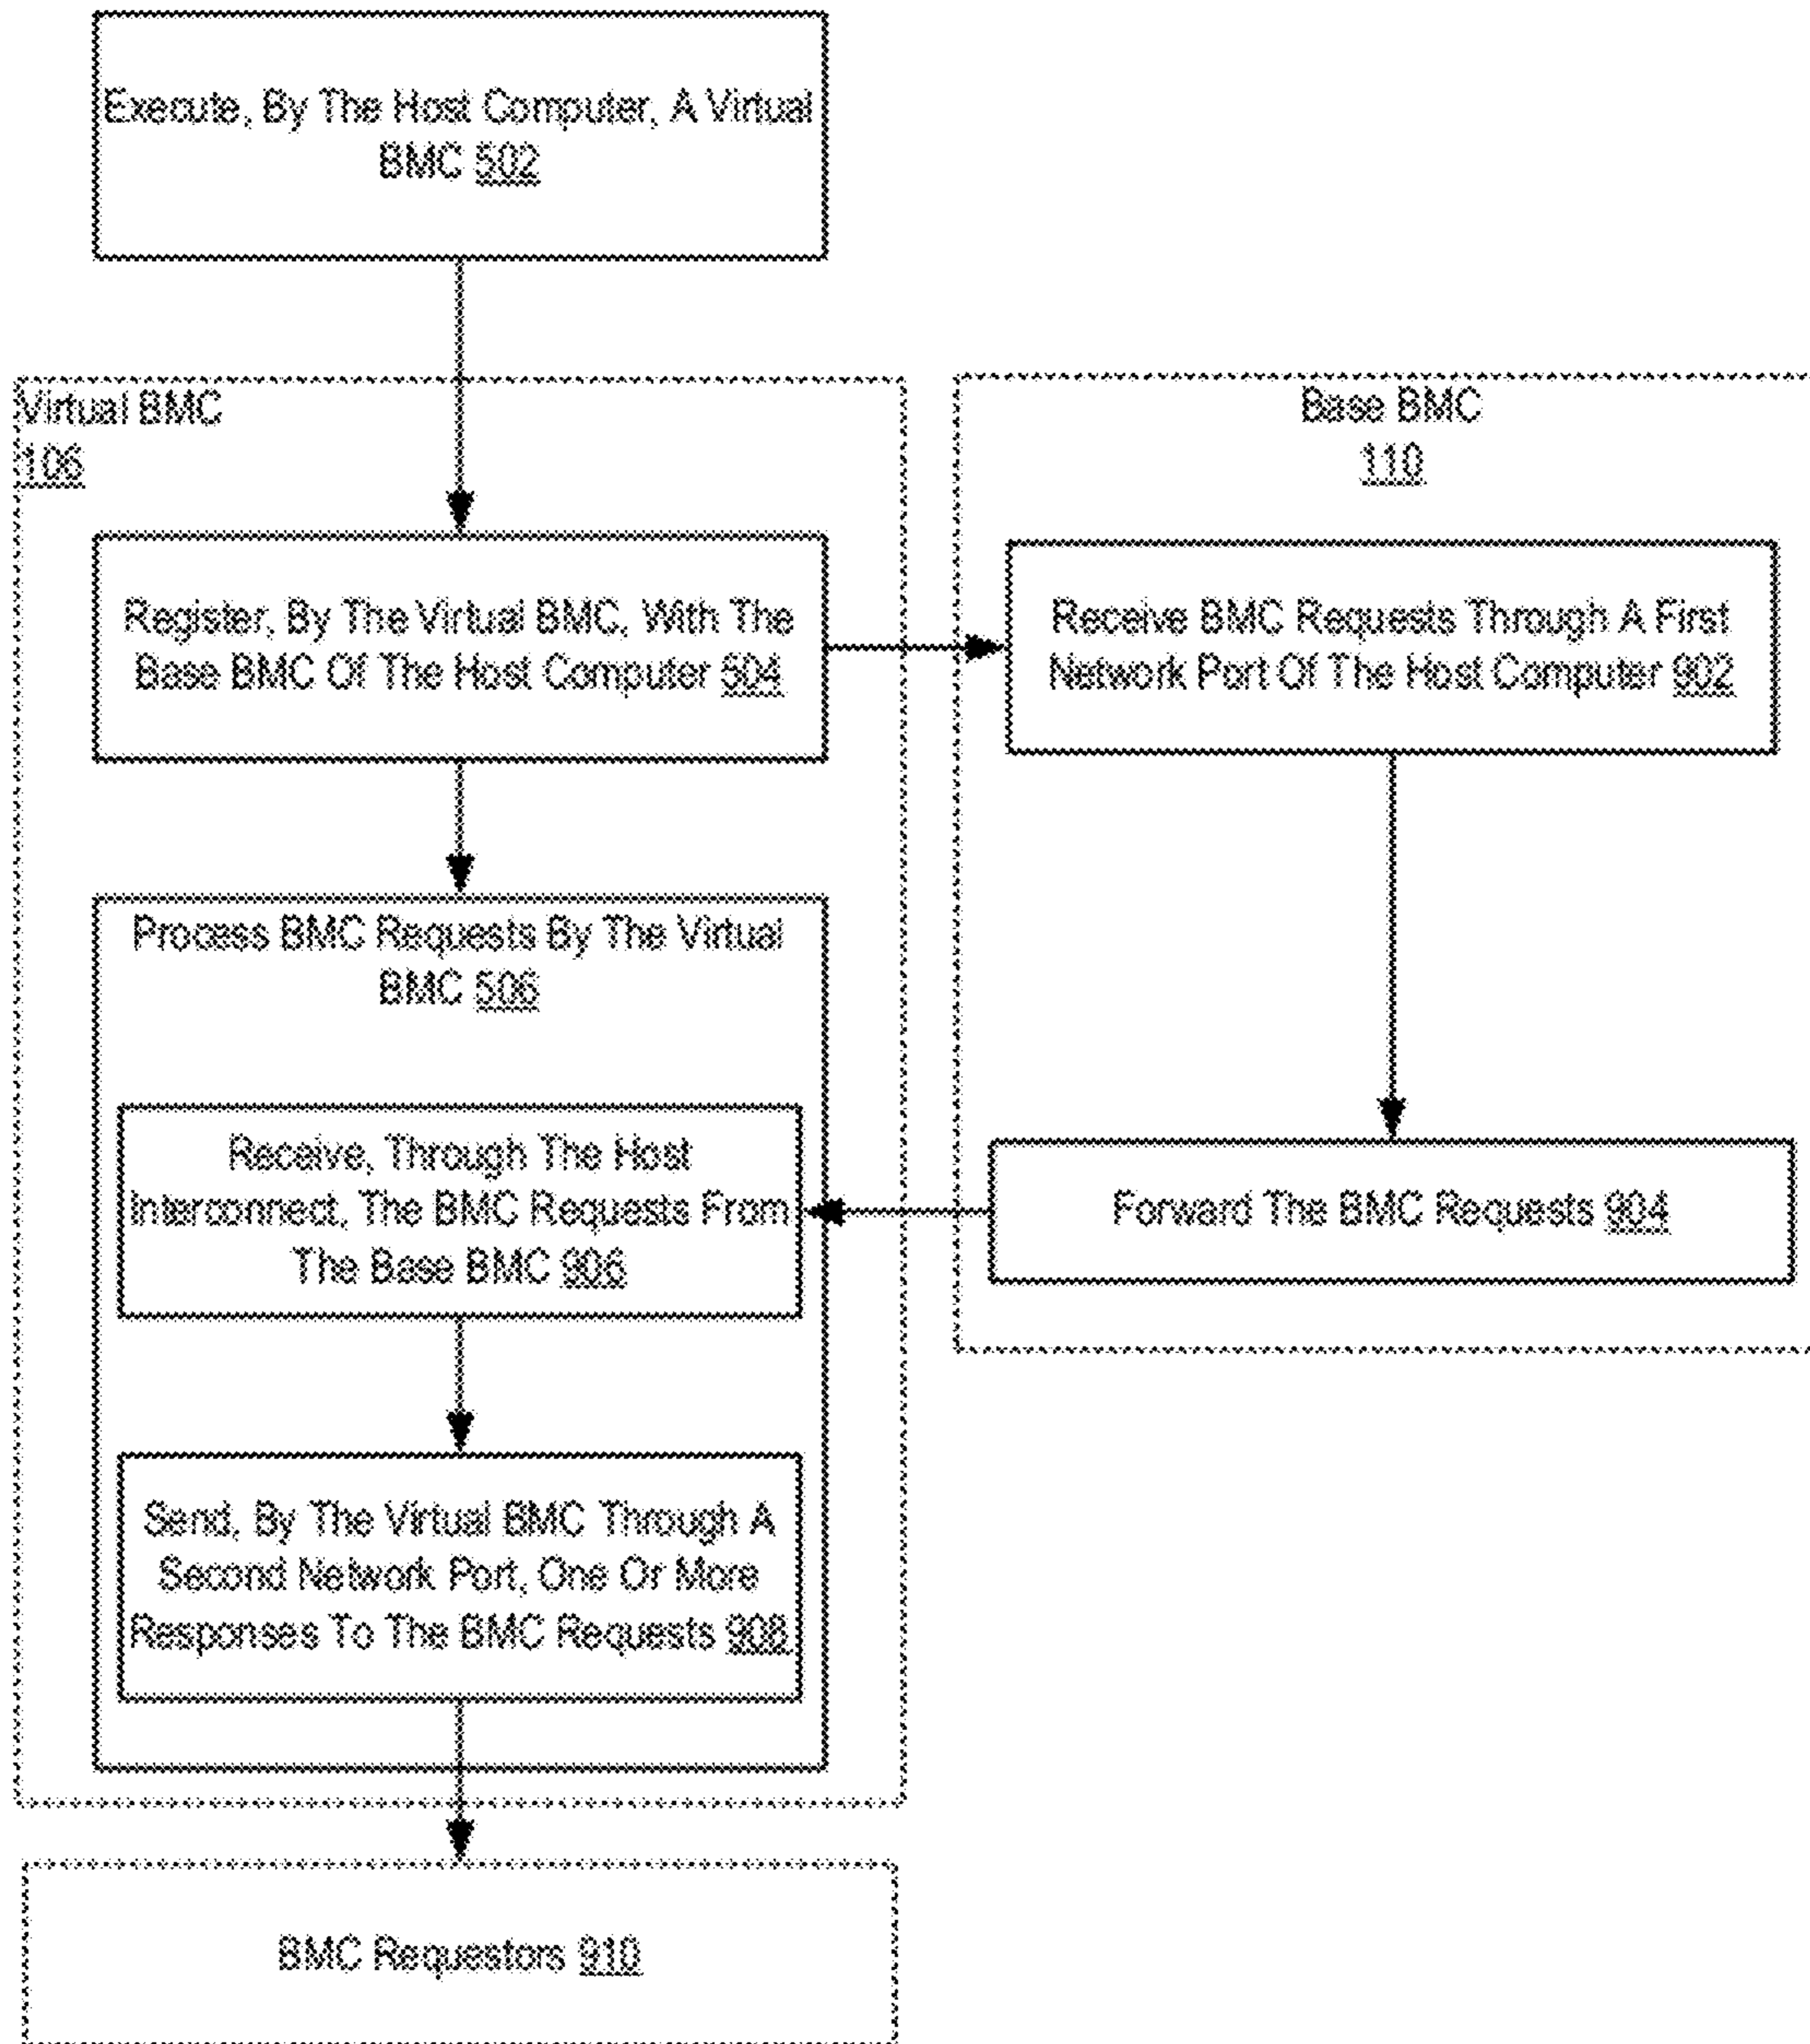 Execute, By The Host Computer, A Virtual
BMC 502
Virtual BMC
106
Base BMC
110
Register, By The Virtual BMC, With The
Base BMC Of The Host Computer 504
Receive BMC Requests Through A First
Network Port Of The Host Computer 902
Process BMC Requests By The Virtual
BMC 506
Receive, Through The Host
Interconnect, The BMC Requests From
The Base BMC 906
Forward The BMC Requests 904
Send, By The Virtual BMC Through A
Second Network Port, One Or More
Responses To The BMC Requests 908
BMC Requestors 910